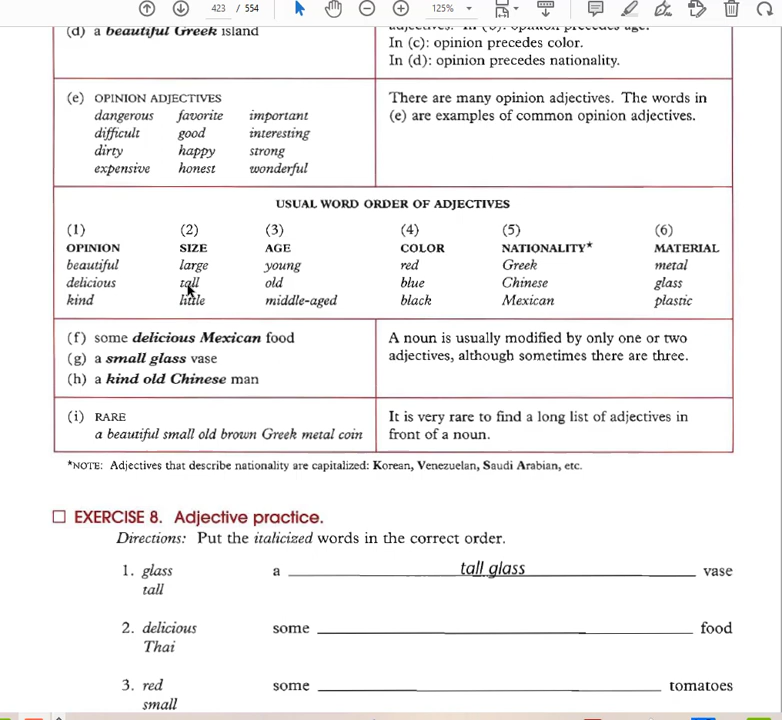 423 / 554 125%
(d) a beautiful Greek island
In (c): opinion precedes color.
In (d): opinion precedes nationality.
(e) OPINION ADJECTIVES
dangerous favorite important
difficult good interesting
dirty happy strong
expensive honest wonderful
There are many opinion adjectives. The words in
(e) are examples of common opinion adjectives.
USUAL WORD ORDER OF ADJECTIVES
(1) (2) (3) (4) (5) (6)
OPINION SIZE AGE COLOR NATIONALITY* MATERIAL
beautiful large young red Greek metal
delicious tall old blue Chinese glass
kind little middle-aged black Mexican plastic
(f) some delicious Mexican food
(g) a small glass vase
(h) a kind old Chinese man
A noun is usually modified by only one or two
adjectives, although sometimes there are three.
(i) RARE
a beautiful small old brown Greek metal coin
It is very rare to find a long list of adjectives in
front of a noun.
*NOTE: Adjectives that describe nationality are capitalized: Korean, Venezuelan, Saudi Arabian, etc.
EXERCISE 8. Adjective practice.
Directions: Put the italicized words in the correct order.
1. glass a tall glass vase
tall
2. delicious some food
Thai
3. red some tomatoes
small